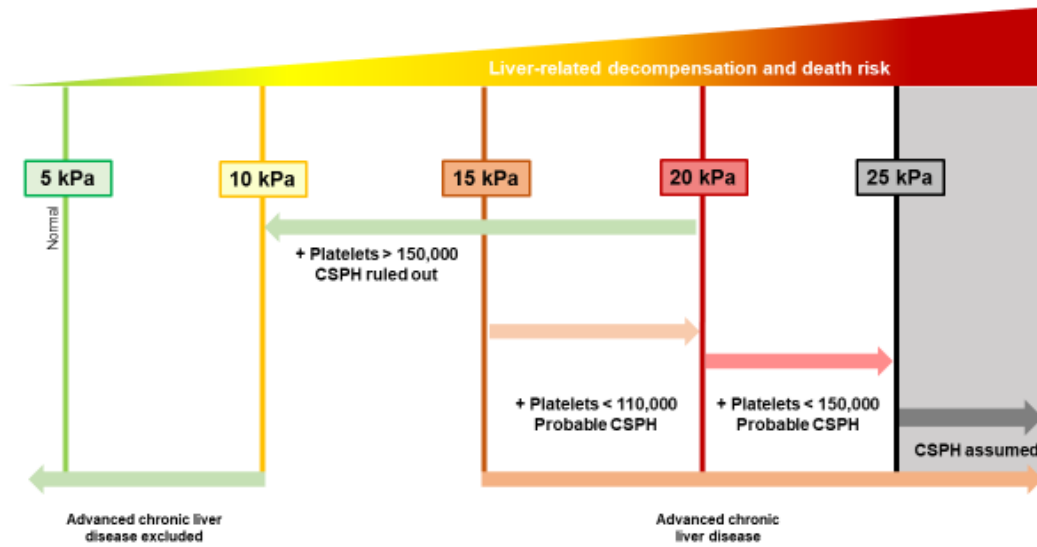 Liver-related decompensation and death risk
5 kPa
10 kPa
15 kPa
20 kPa
25 kPa
Normal
+ Platelets > 150,000
CSPH ruled out
+ Platelets < 110,000
Probable CSPH
+ Platelets < 150,000
Probable CSPH
CSPH assumed
Advanced chronic liver
disease excluded
Advanced chronic
liver disease